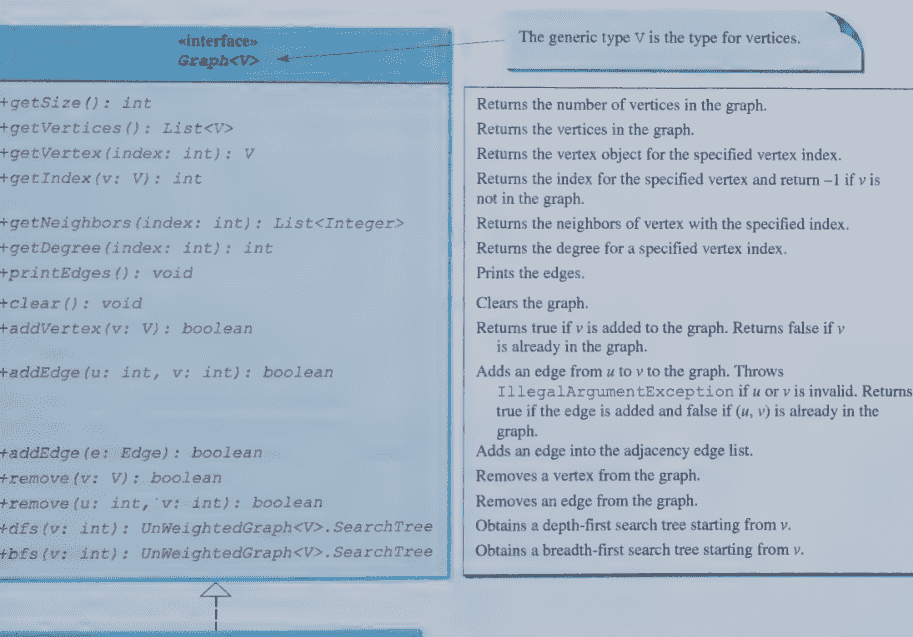 «interface»
Graph<V>
The generic type V is the type for vertices.
+getSize(): int
Returns the number of vertices in the graph.
+getVertices(): List<V>
Returns the vertices in the graph.
+getVertex(index: int): V
Returns the vertex object for the specified vertex index.
+getIndex(v: V): int
Returns the index for the specified vertex and return −1 if v is
not in the graph.
+getNeighbors(index: int): List<Integer>
Returns the neighbors of vertex with the specified index.
+getDegree(index: int): int
Returns the degree for a specified vertex index.
+printEdges(): void
Prints the edges.
+clear(): void
Clears the graph.
+addVertex(v: V): boolean
Returns true if v is added to the graph. Returns false if v
is already in the graph.
+addEdge(u: int, v: int): boolean
Adds an edge from u to v to the graph. Throws
IllegalArgumentException if u or v is invalid. Returns
true if the edge is added and false if (u, v) is already in the
graph.
+addEdge(e: Edge): boolean
Adds an edge into the adjacency edge list.
+remove(v: V): boolean
Removes a vertex from the graph.
+remove(u: int, v: int): boolean
Removes an edge from the graph.
+dfs(v: int): UnWeightedGraph<V>.SearchTree
Obtains a depth-first search tree starting from v.
+bfs(v: int): UnWeightedGraph<V>.SearchTree
Obtains a breadth-first search tree starting from v.